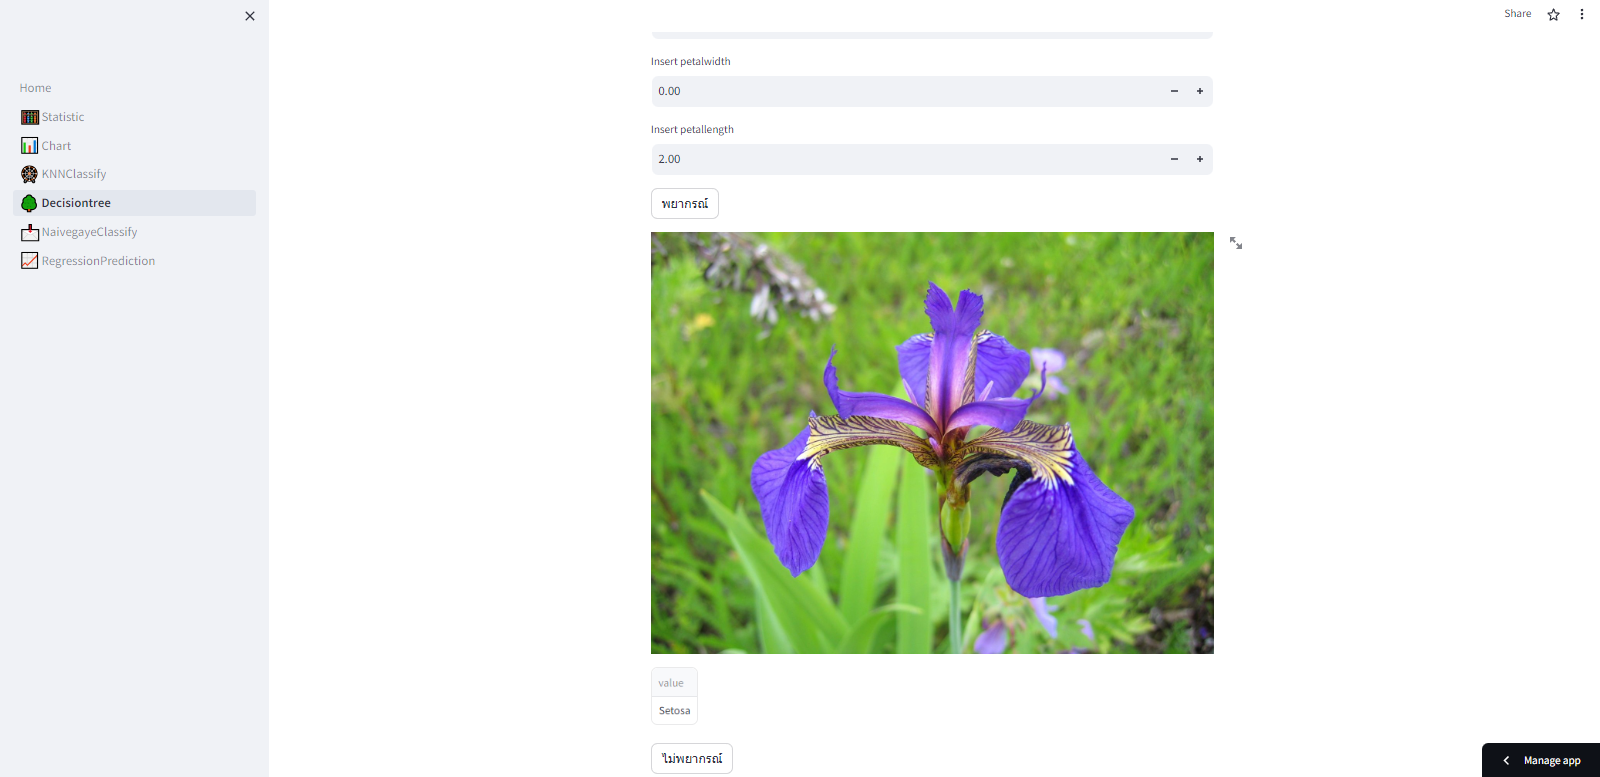 Share
Home
Statistic
Chart
KNNClassify
Decisiontree
NaivegayeClassify
RegressionPrediction
Insert petalwidth
0.00
Insert petallength
2.00
พยากรณ์
value
Setosa
ไม่พยากรณ์
Manage app